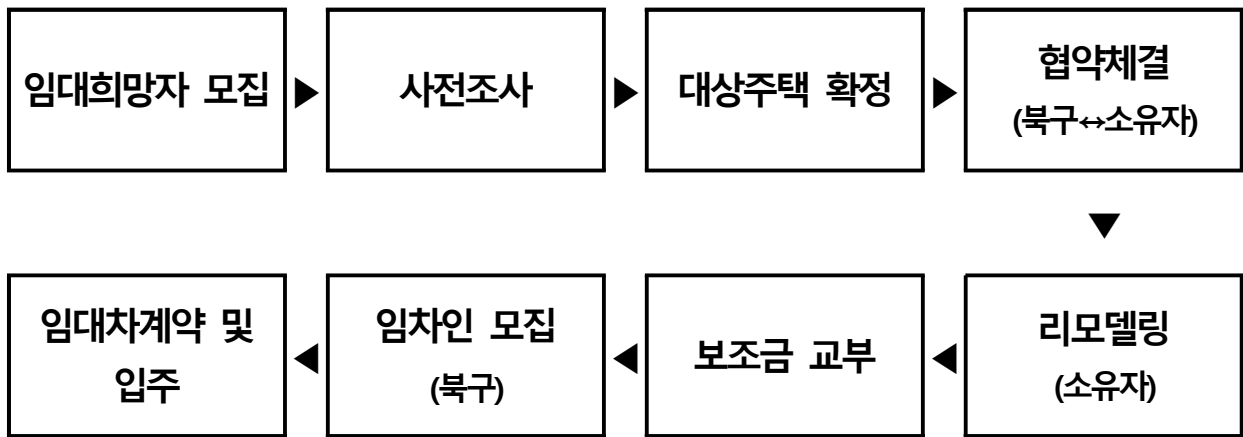 임대희망자 모집
▶
사전조사
▶
대상주택 확정
▶
협약체결
(북구↔소유자)
▼
리모델링
(소유자)
◀
보조금 교부
◀
임차인 모집
(북구)
◀
임대차계약 및
입주